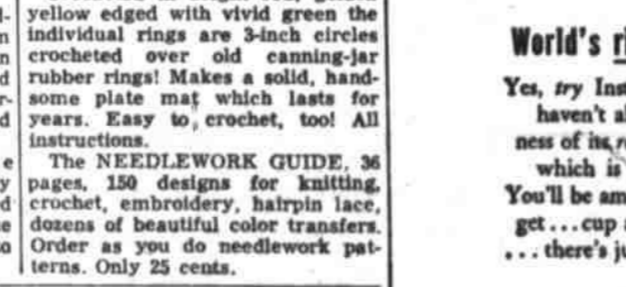 yellow edged with vivid green the
individual rings are 3-inch circles
crocheted over old canning-jar
rubber rings! Makes a solid, hand-
some plate mat which lasts for
years. Easy to crochet, too! All
instructions.
The NEEDLEWORK GUIDE, 36
pages, 150 designs for knitting,
crochet, embroidery, hairpin lace,
dozens of beautiful color transfers.
Order as you do needlework pat-
terns. Only 25 cents.
World's
Yes, try
haven't
ness of its
which is
You'll be
get...cup
... there's